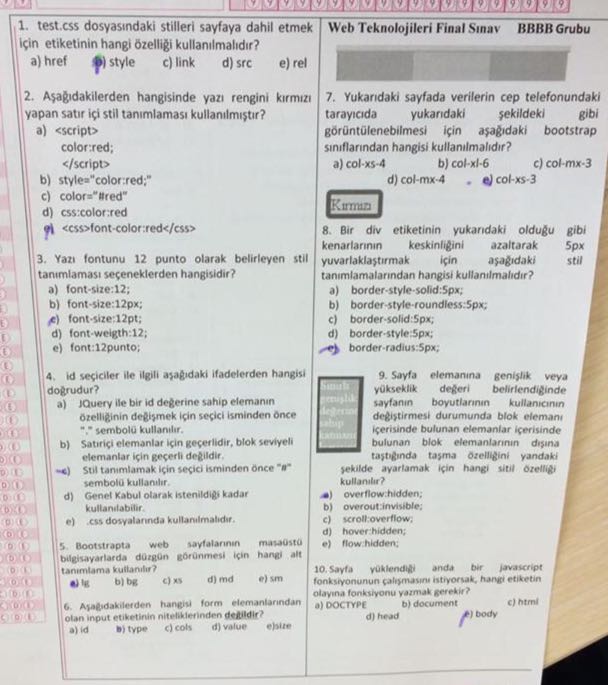 1. test.css dosyasındaki stilleri sayfaya dahil etmek
için etiketinin hangi özelliği kullanılmalıdır?
a) href b) style c) link d) src e) rel
2. Aşağıdakilerden hangisinde yazı rengini kırmızı
yapan satır içi stil tanımlaması kullanılmıştır?
a) <script>
color:red;
</script>
b) style="color:red;"
c) color="#red"
d) css:color:red
e) <css>font-color:red</css>
3. Yazı fontunu 12 punto olarak belirleyen stil
tanımlaması seçeneklerden hangisidir?
a) font-size:12;
b) font-size:12px;
c) font-size:12pt;
d) font-weigth:12;
e) font:12punto;
4. id seçiciler ile ilgili aşağıdaki ifadelerden hangisi
doğrudur?
a) JQuery ile bir id değerine sahip elemanın
özelliğinin değişmek için seçici isminden önce
"." sembolü kullanılır.
b) Satıriçi elemanlar için geçerlidir, blok seviyeli
elemanlar için geçerli değildir.
c) Stil tanımlamak için seçici isminden önce "#"
sembolü kullanılır.
d) Genel Kabul olarak istenildiği kadar
kullanılabilir.
e) .css dosyalarında kullanılmalıdır.
5. Bootstrapta web sayfalarının masaüstü
bilgisayarlarda düzgün görünmesi için hangi alt
tanımlama kullanılır?
a) lg b) bg c) xs d) md e) sm
6. Aşağıdakilerden hangisi form elemanlarından
olan input etiketinin niteliklerinden değildir?
a) id b) type c) cols d) value e)size
Web Teknolojileri Final Sınav BBBB Grubu
7. Yukarıdaki sayfada verilerin cep telefonundaki
tarayıcıda yukarıdaki şekildeki gibi
görüntülenebilmesi için aşağıdaki bootstrap
sınıflarından hangisi kullanılmalıdır?
a) col-xs-4 b) col-xl-6 c) col-mx-3
d) col-mx-4 e) col-xs-3
Kırmızı
8. Bir div etiketinin yukarıdaki olduğu gibi
kenarlarının keskinliğini azaltarak 5px
yuvarlaklaştırmak için aşağıdaki stil
tanımlamalarından hangisi kullanılmalıdır?
a) border-style-solid:5px;
b) border-style-roundless:5px;
c) border-solid:5px;
d) border-style:5px;
e) border-radius:5px;
Sınırlı
genişlik
değerine
sahip
katman
9. Sayfa elemanına genişlik veya
yükseklik değeri belirlendiğinde
sayfanın boyutlarının kullanıcının
değiştirmesi durumunda blok elemanı
içerisinde bulunan elemanlar içerisinde
bulunan blok elemanlarının dışına
taştığında taşma özelliğini yandaki
şekilde ayarlamak için hangi sitil özelliği
kullanılır?
a) overflow:hidden;
b) overout:invisible;
c) scroll:overflow;
d) hover:hidden;
e) flow:hidden;
10. Sayfa yüklendiği anda bir javascript
fonksiyonunun çalışmasını istiyorsak, hangi etiketin
olayına fonksiyonu yazmak gerekir?
a) DOCTYPE b) document c) html
d) head e) body